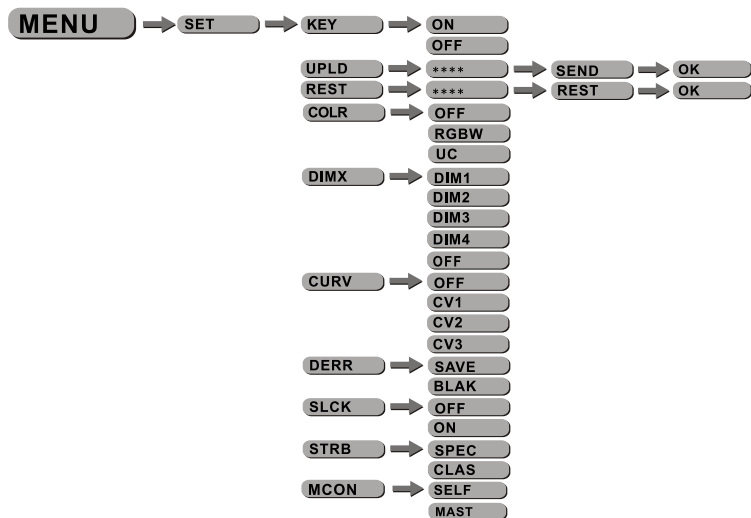 MENU SET KEY ON
OFF
UPLD **** SEND OK
REST **** REST OK
COLR OFF
RGBW
UC
DIMX DIM1
DIM2
DIM3
DIM4
OFF
CURV OFF
CV1
CV2
CV3
DERR SAVE
BLAK
SLCK OFF
ON
STRB SPEC
CLAS
MCON SELF
MAST